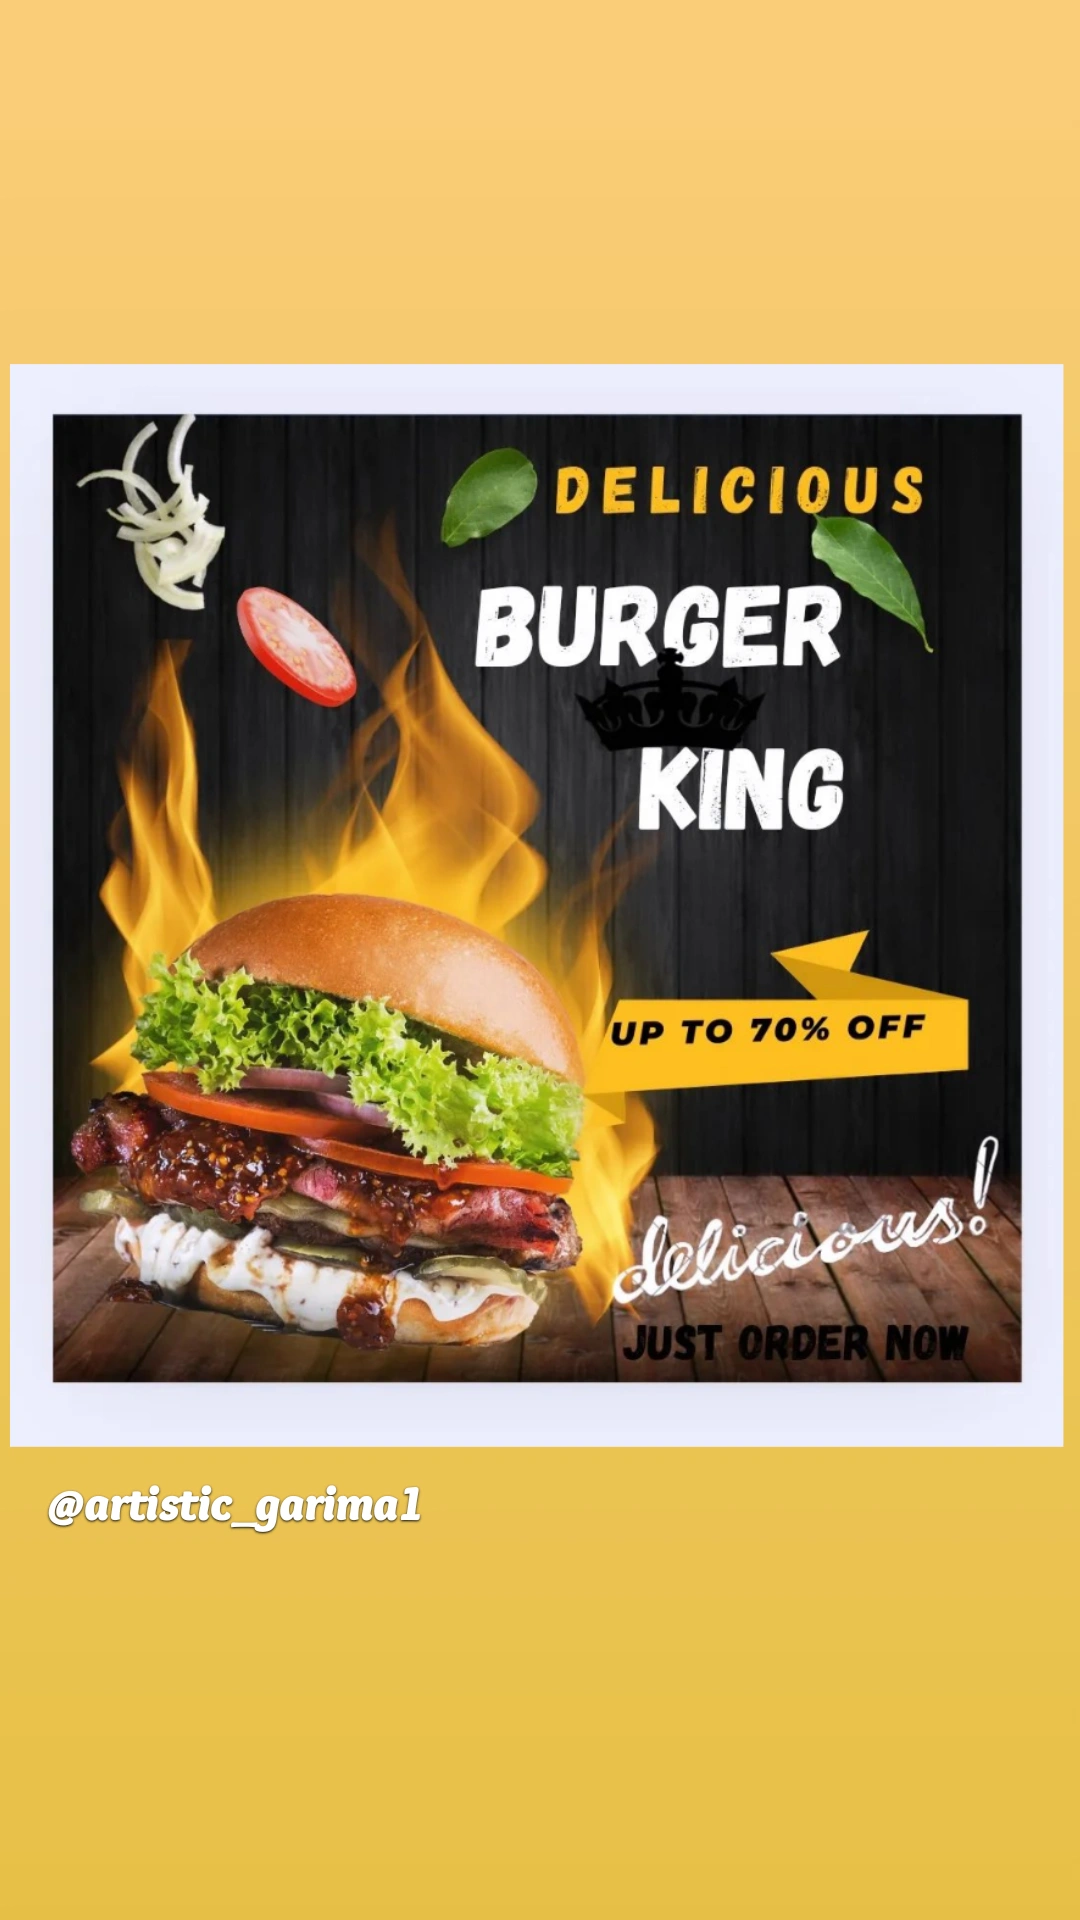 DELICIOUS
BURGER
KING
UP TO 70% OFF
delicious!
JUST ORDER NOW
@artistic_garima1